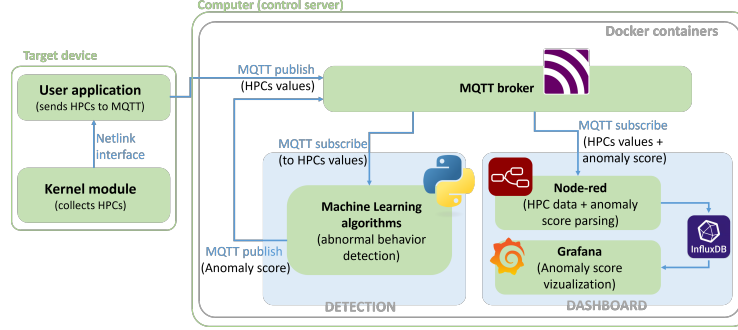 Computer (control server)
Docker containers
Target device
User application
(sends HPCs to MQTT)
Netlink
interface
Kernel module
(collects HPCs)
MQTT publish
(HPCs values)
MQTT broker
MQTT subscribe
(to HPCs values)
MQTT subscribe
(HPCs values +
anomaly score)
Machine Learning
algorithms
(abnormal behavior
detection)
MQTT publish
(Anomaly score)
DETECTION
Node-red
(HPC data + anomaly
score parsing)
InfluxDB
Grafana
(Anomaly score
vizualization)
DASHBOARD